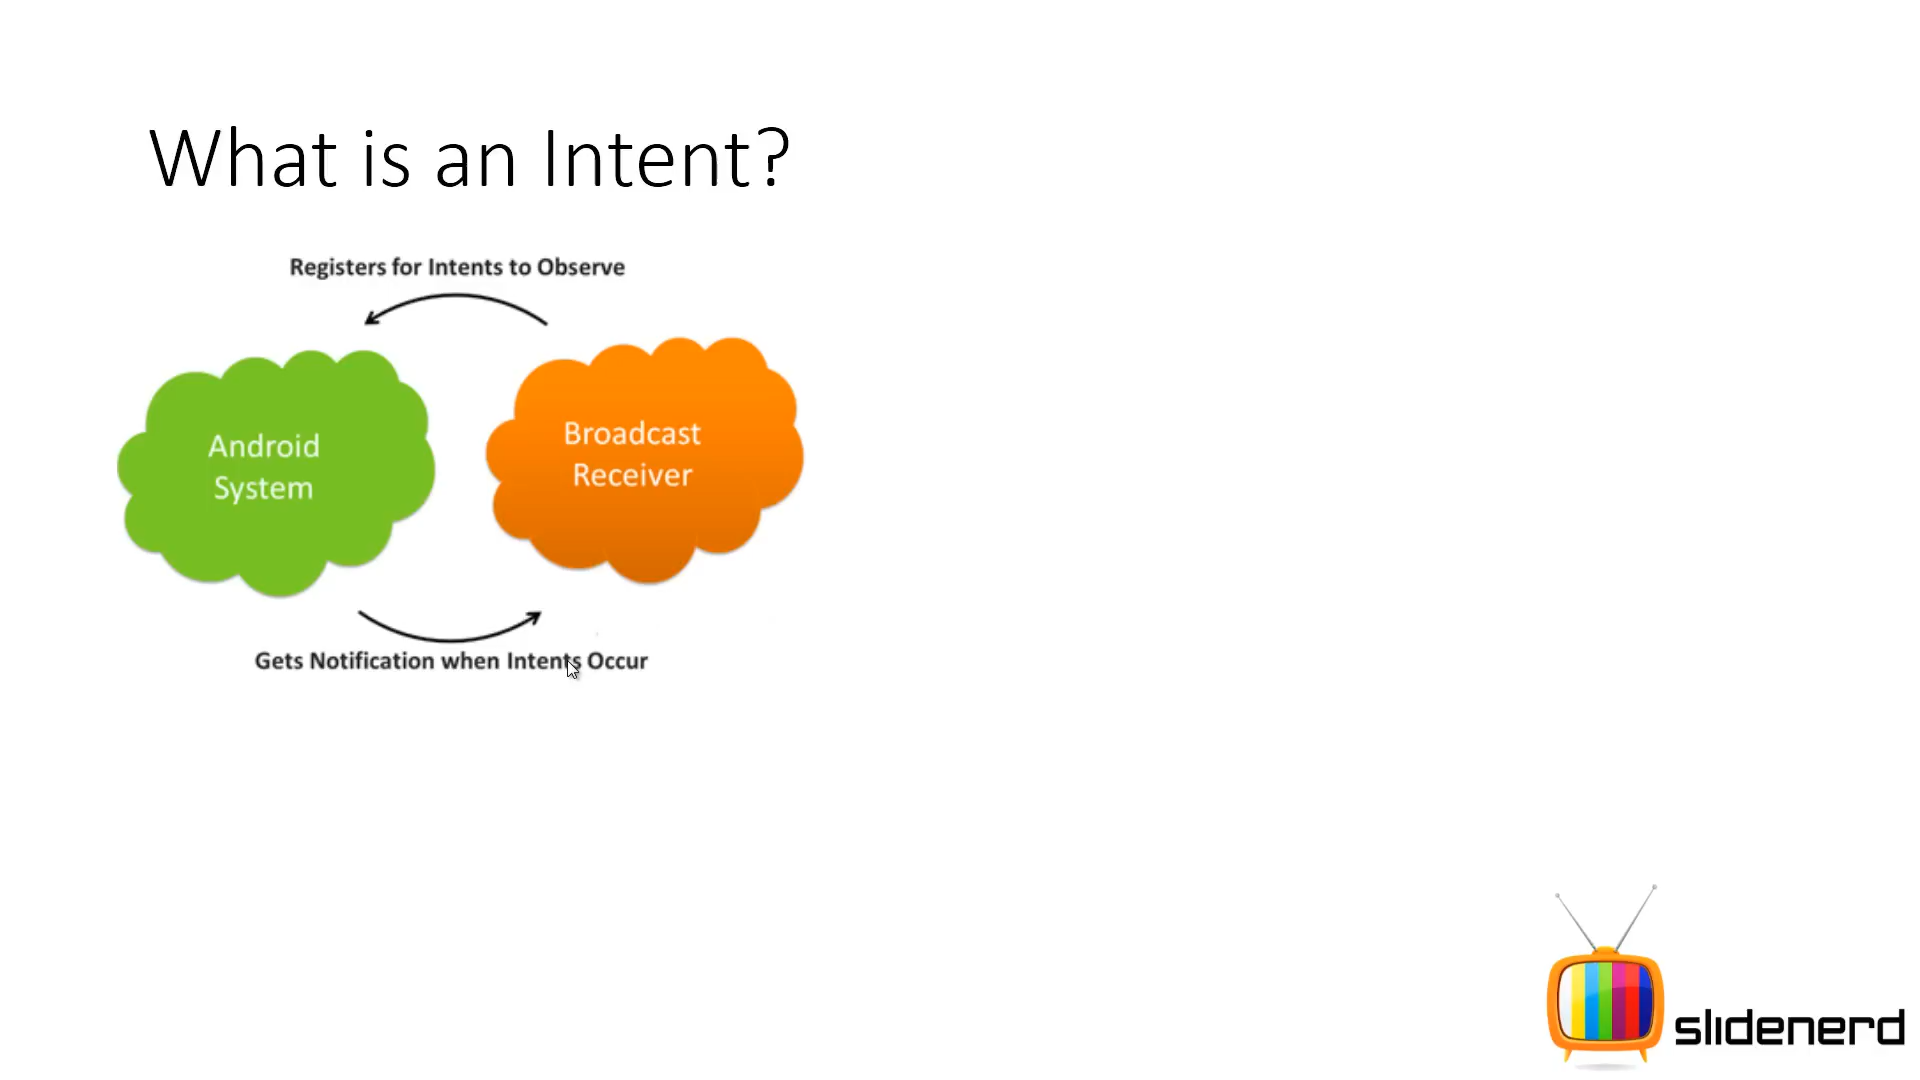 What is an Intent?
Registers for Intents to Observe
Android
System
Broadcast
Receiver
Gets Notification when Intents Occur
slidenerd